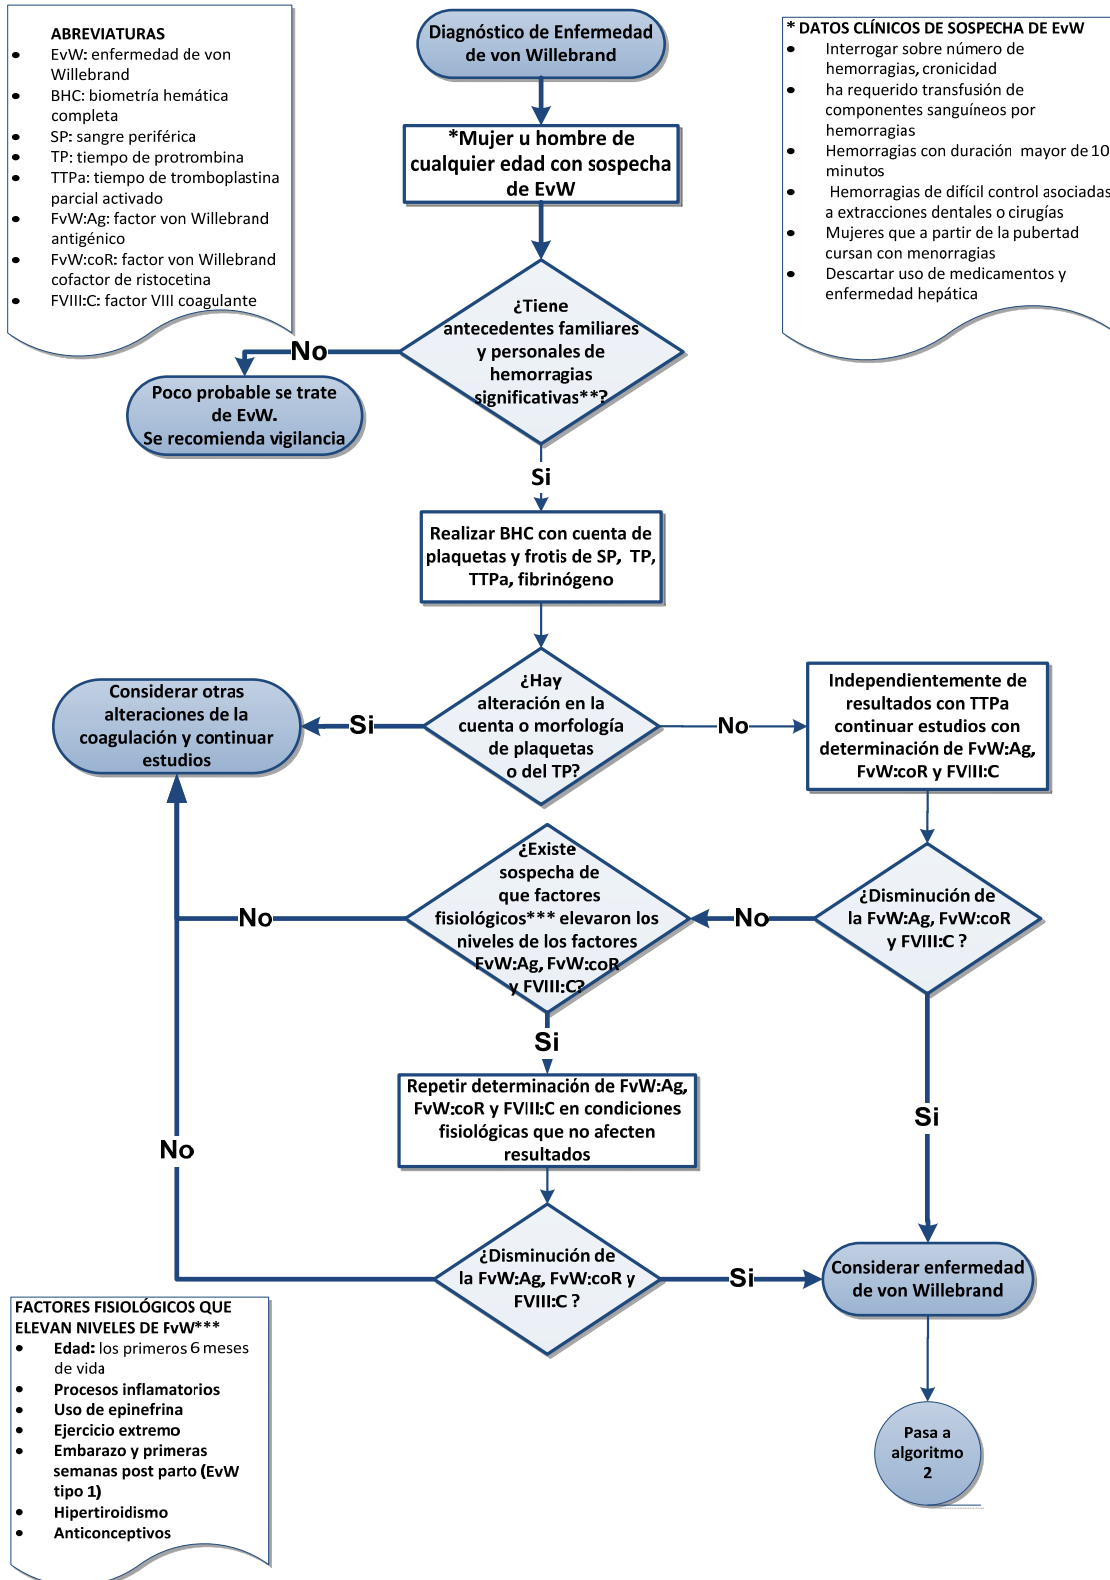 ABREVIATURAS
• EvW: enfermedad de von
Willebrand
• BHC: biometría hemática
completa
• SP: sangre periférica
• TP: tiempo de protrombina
• TTPa: tiempo de tromboplastina
parcial activado
• FvW:Ag: factor von Willebrand
antigénico
• FvW:coR: factor von Willebrand
cofactor de ristocetina
• FVIII:C: factor VIII coagulante
Diagnóstico de Enfermedad
de von Willebrand
* DATOS CLÍNICOS DE SOSPECHA DE EvW
• Interrogar sobre número de
hemorragias, cronicidad
• ha requerido transfusión de
componentes sanguíneos por
hemorragias
• Hemorragias con duración mayor de 10
minutos
• Hemorragias de difícil control asociadas
a extracciones dentales o cirugías
• Mujeres que a partir de la pubertad
cursan con menorragias
• Descartar uso de medicamentos y
enfermedad hepática
*Mujer u hombre de
cualquier edad con sospecha
de EvW
¿Tiene
antecedentes familiares
y personales de
hemorragias
significativas**?
No
Poco probable se trate
de EvW.
Se recomienda vigilancia
Si
Realizar BHC con cuenta de
plaquetas y frotis de SP, TP,
TTPa, fibrinógeno
¿Hay
alteración en la
cuenta o morfología
de plaquetas
o del TP?
Si
Considerar otras
alteraciones de la
coagulación y continuar
estudios
No
Independientemente de
resultados con TTPa
continuar estudios con
determinación de FvW:Ag,
FvW:coR y FVIII:C
¿Disminución de
la FvW:Ag, FvW:coR
y FVIII:C ?
No
¿Existe
sospecha de
que factores
fisiológicos*** elevaron los
niveles de los factores
FvW:Ag, FvW:coR
y FVIII:C?
No
Si
Repetir determinación de FvW:Ag,
FvW:coR y FVIII:C en condiciones
fisiológicas que no afecten
resultados
Si
No
¿Disminución de
la FvW:Ag, FvW:coR y
FVIII:C ?
Si
Considerar enfermedad
de von Willebrand
Pasa a
algoritmo
2
FACTORES FISIOLÓGICOS QUE
ELEVAN NIVELES DE FvW***
• Edad: los primeros 6 meses
de vida
• Procesos inflamatorios
• Uso de epinefrina
• Ejercicio extremo
• Embarazo y primeras
semanas post parto (EvW
tipo 1)
• Hipertiroidismo
• Anticonceptivos